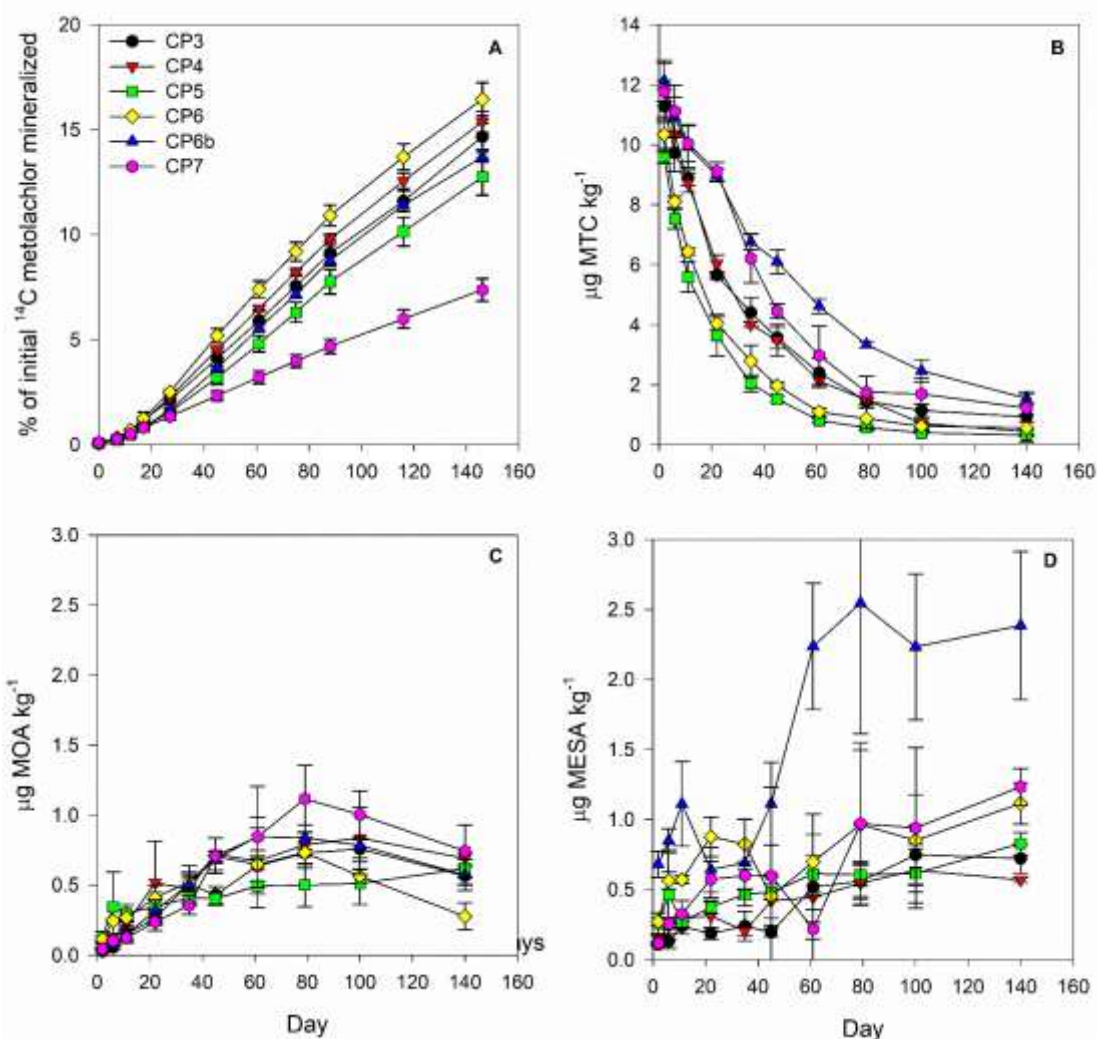 A
% of initial ¹⁴C metolachlor mineralized
20
15
10
5
0
CP3
CP4
CP5
CP6
CP6b
CP7
0 20 40 60 80 100 120 140 160
B
µg MTC kg⁻¹
14
12
10
8
6
4
2
0
0 20 40 60 80 100 120 140 160
C
µg MOA kg⁻¹
3.0
2.5
2.0
1.5
1.0
0.5
0.0
ays
0 20 40 60 80 100 120 140 160
Day
D
µg MESA kg⁻¹
3.0
2.5
2.0
1.5
1.0
0.5
0.0
0 20 40 60 80 100 120 140 160
Day